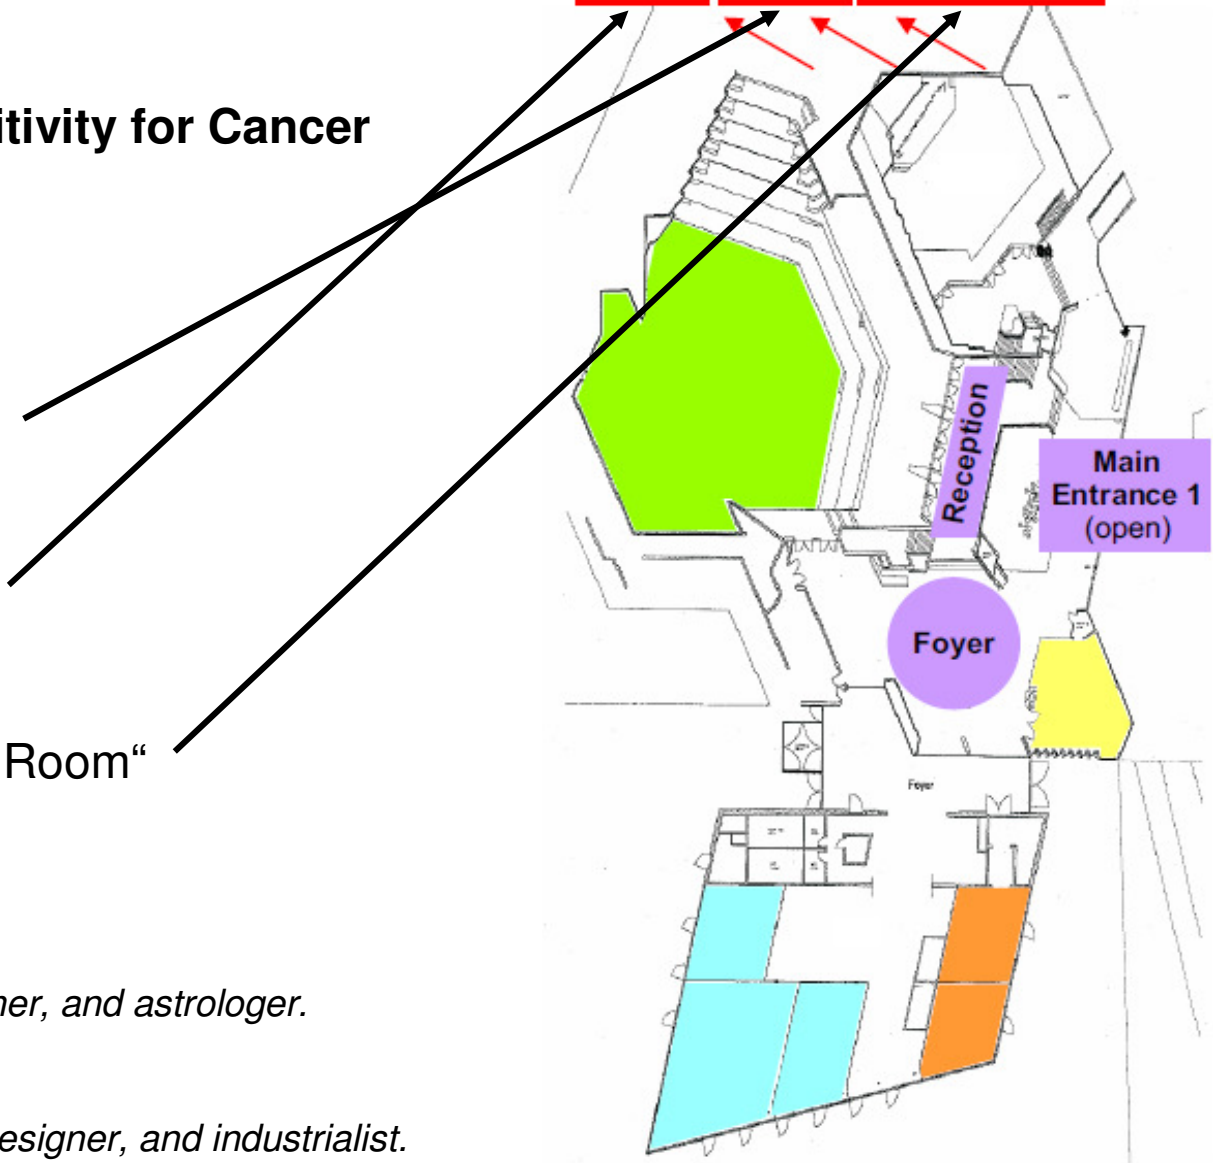 itivity for Cancer
Reception
Main
Entrance 1
(open)
Foyer
Room“
Foyer
ner, and astrologer.
esigner, and industrialist.